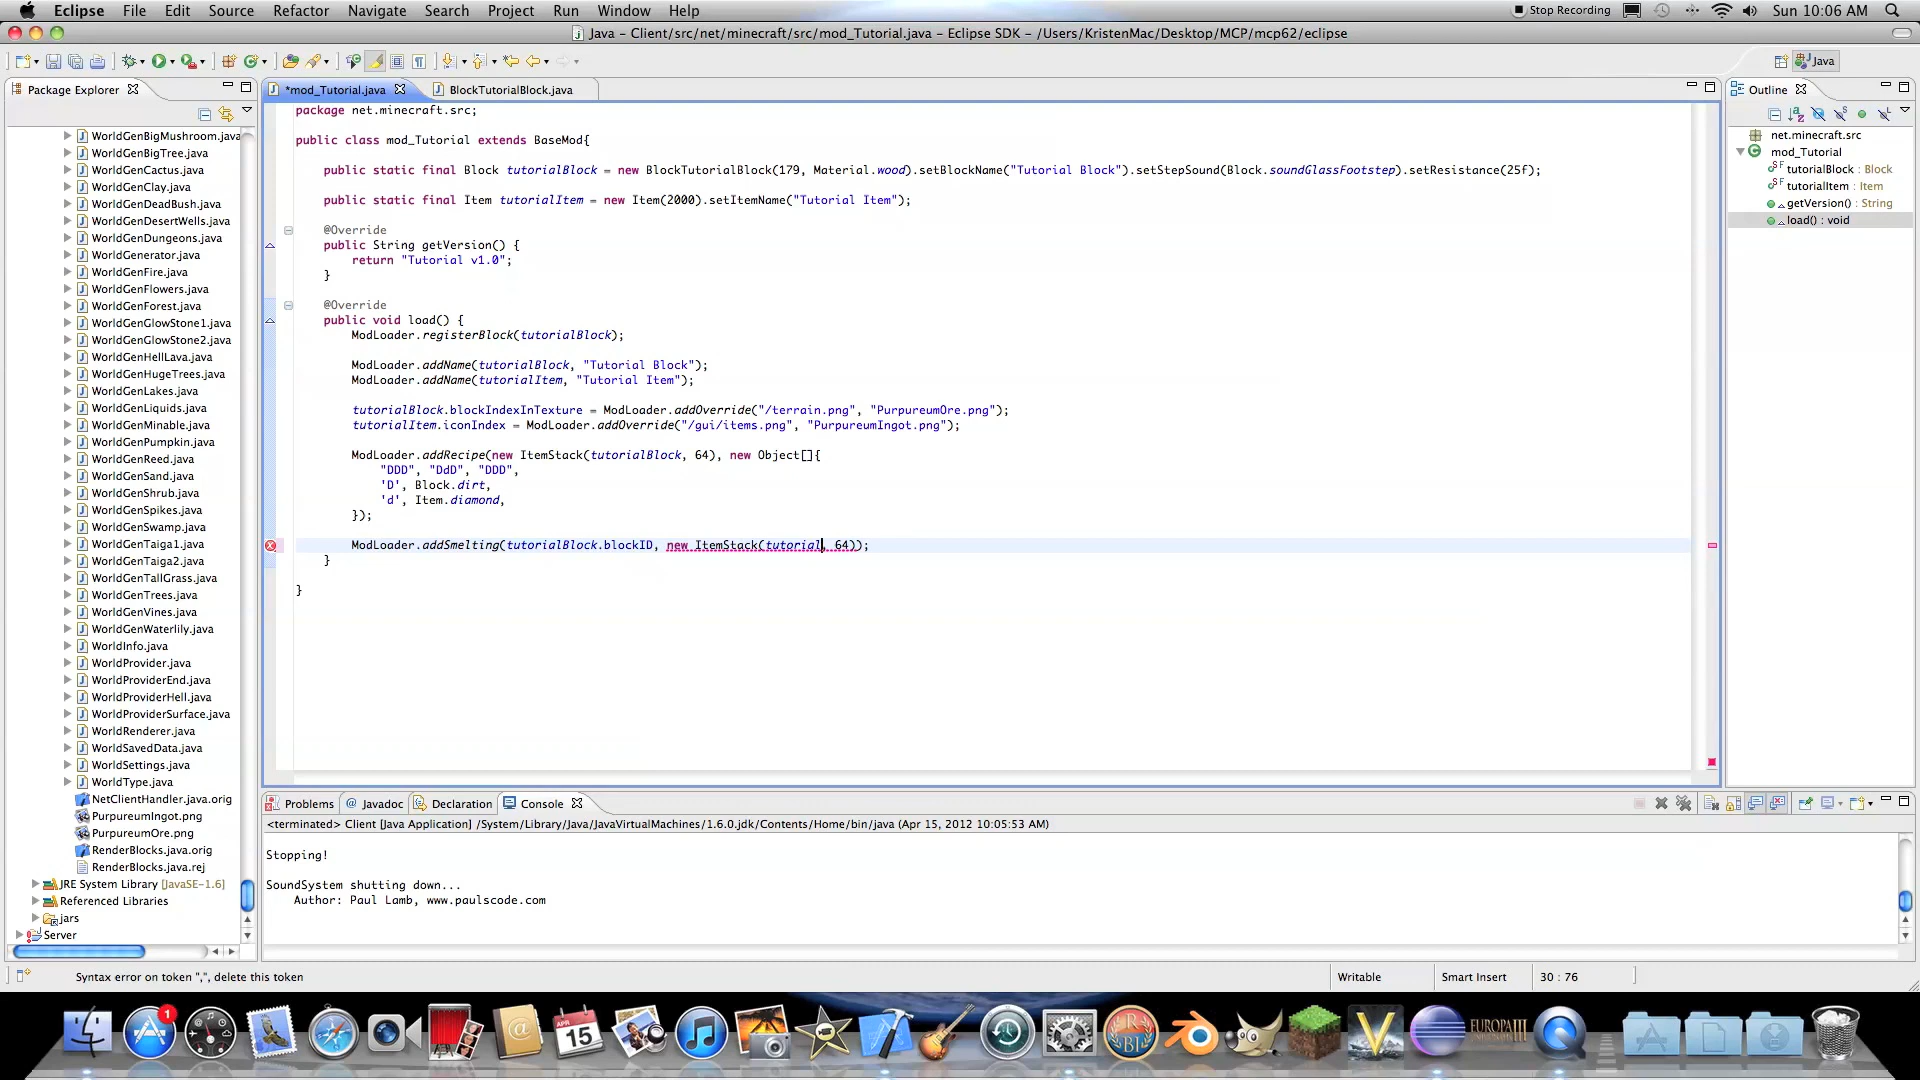 Eclipse File Edit Source Refactor Navigate Search Project Run Window Help Stop Recording Sun 10:06 AM
Java – Client/src/net/minecraft/src/mod_Tutorial.java – Eclipse SDK – /Users/KristenMac/Desktop/MCP/mcp62/eclipse
Java
Package Explorer
WorldGenBigMushroom.java
WorldGenBigTree.java
WorldGenCactus.java
WorldGenClay.java
WorldGenDeadBush.java
WorldGenDesertWells.java
WorldGenDungeons.java
WorldGenerator.java
WorldGenFire.java
WorldGenFlowers.java
WorldGenForest.java
WorldGenGlowStone1.java
WorldGenGlowStone2.java
WorldGenHellLava.java
WorldGenHugeTrees.java
WorldGenLakes.java
WorldGenLiquids.java
WorldGenMinable.java
WorldGenPumpkin.java
WorldGenReed.java
WorldGenSand.java
WorldGenShrub.java
WorldGenSpikes.java
WorldGenSwamp.java
WorldGenTaiga1.java
WorldGenTaiga2.java
WorldGenTallGrass.java
WorldGenTrees.java
WorldGenVines.java
WorldGenWaterlily.java
WorldInfo.java
WorldProvider.java
WorldProviderEnd.java
WorldProviderHell.java
WorldProviderSurface.java
WorldRenderer.java
WorldSavedData.java
WorldSettings.java
WorldType.java
NetClientHandler.java.orig
PurpureumIngot.png
PurpureumOre.png
RenderBlocks.java.orig
RenderBlocks.java.rej
JRE System Library [JavaSE-1.6]
Referenced Libraries
jars
Server
*mod_Tutorial.java BlockTutorialBlock.java
package net.minecraft.src;
public class mod_Tutorial extends BaseMod{
public static final Block tutorialBlock = new BlockTutorialBlock(179, Material.wood).setBlockName("Tutorial Block").setStepSound(Block.soundGlassFootstep).setResistance(25f);
public static final Item tutorialItem = new Item(2000).setItemName("Tutorial Item");
@Override
public String getVersion() {
return "Tutorial v1.0";
}
@Override
public void load() {
ModLoader.registerBlock(tutorialBlock);
ModLoader.addName(tutorialBlock, "Tutorial Block");
ModLoader.addName(tutorialItem, "Tutorial Item");
tutorialBlock.blockIndexInTexture = ModLoader.addOverride("/terrain.png", "PurpureumOre.png");
tutorialItem.iconIndex = ModLoader.addOverride("/gui/items.png", "PurpureumIngot.png");
ModLoader.addRecipe(new ItemStack(tutorialBlock, 64), new Object[]{
"DDD", "DdD", "DDD",
'D', Block.dirt,
'd', Item.diamond,
});
ModLoader.addSmelting(tutorialBlock.blockID, new ItemStack(tutorial, 64));
}
}
Outline
net.minecraft.src
mod_Tutorial
tutorialBlock : Block
tutorialItem : Item
getVersion() : String
load() : void
Problems Javadoc Declaration Console
<terminated> Client [Java Application] /System/Library/Java/JavaVirtualMachines/1.6.0.jdk/Contents/Home/bin/java (Apr 15, 2012 10:05:53 AM)
Stopping!
SoundSystem shutting down...
Author: Paul Lamb, www.paulscode.com
Syntax error on token ",", delete this token Writable Smart Insert 30 : 76
1
APR
15
EUROPA III